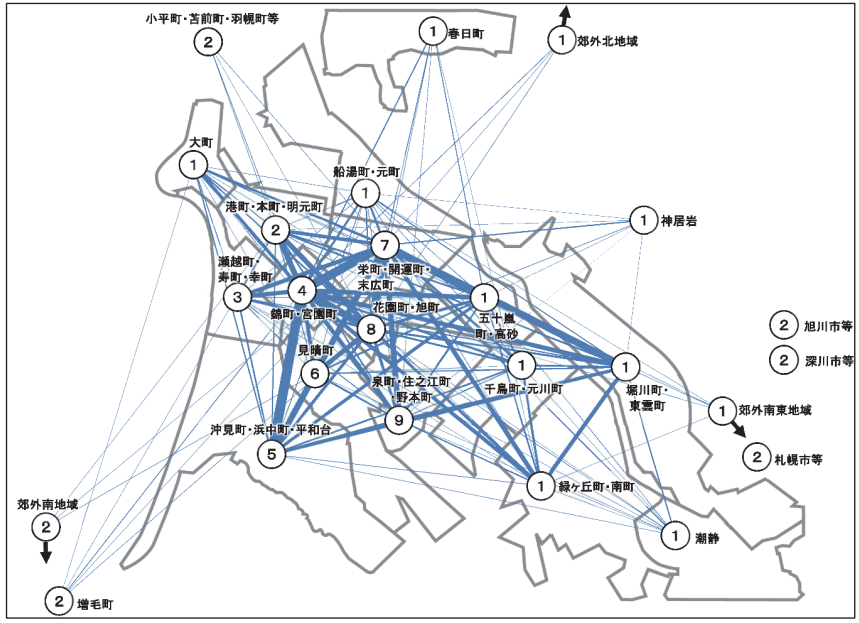 小平町・苫前町・羽幌町等
2
1
春日町
1
郊外北地域
大町
1
船湯町・元町
1
港町・本町・明元町
2
1
神居岩
7
瀬越町・
寿町・幸町
3
栄町・開運町・
末広町
4
錦町・宮園町
花園町・旭町
8
1
五十嵐
町・高砂
2
旭川市等
2
深川市等
見晴町
6
泉町・住之江町
・野本町
9
1
千鳥町・元川町
1
堀川町・
東雲町
1
郊外南東地域
2
札幌市等
沖見町・浜中町・平和台
5
1
緑ヶ丘町・南町
郊外南地域
2
1
潮静
2
増毛町